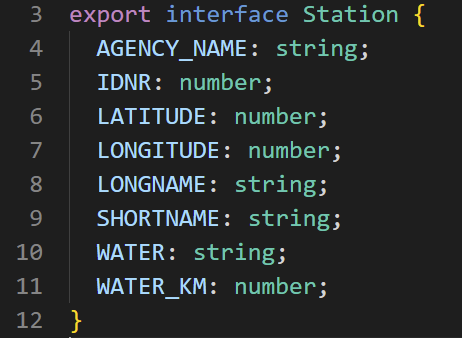 3 export interface Station {
4 AGENCY_NAME: string;
5 IDNR: number;
6 LATITUDE: number;
7 LONGITUDE: number;
8 LONGNAME: string;
9 SHORTNAME: string;
10 WATER: string;
11 WATER_KM: number;
12 }